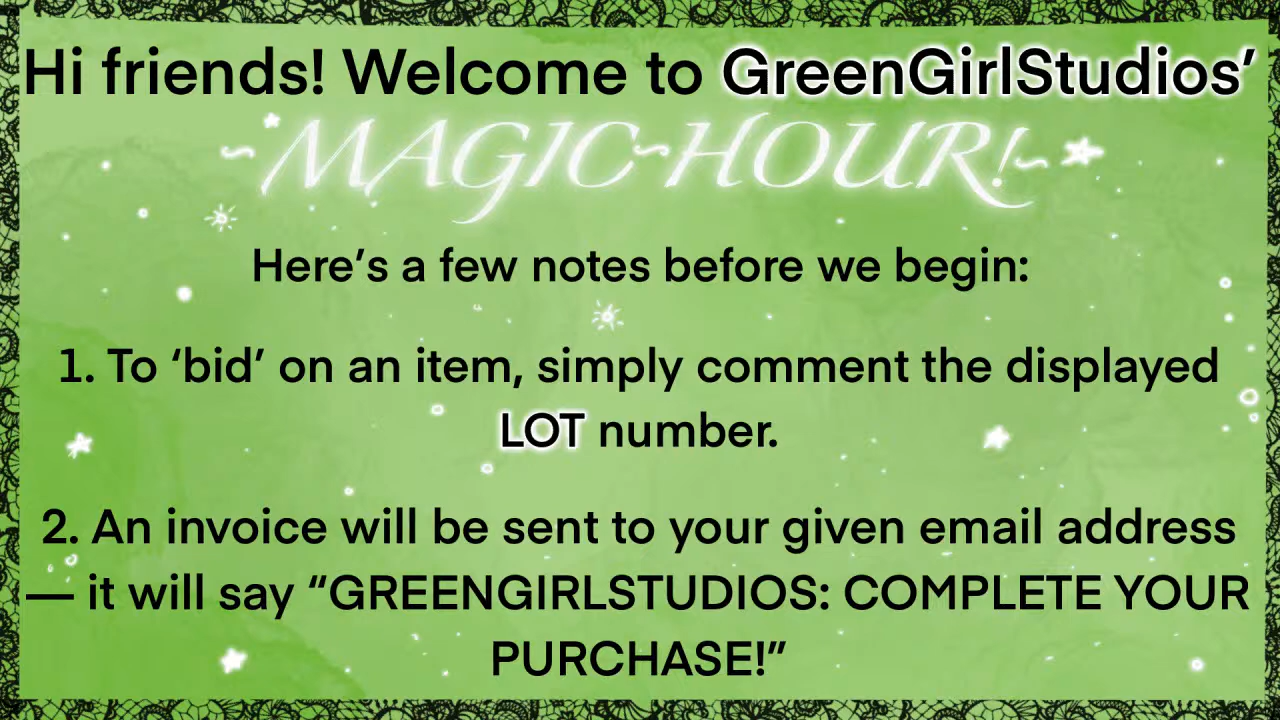 Hi friends! Welcome to GreenGirlStudios’
~MAGIC~HOUR!~
Here’s a few notes before we begin:
1. To ‘bid’ on an item, simply comment the displayed
LOT number.
2. An invoice will be sent to your given email address
— it will say “GREENGIRLSTUDIOS: COMPLETE YOUR
PURCHASE!”